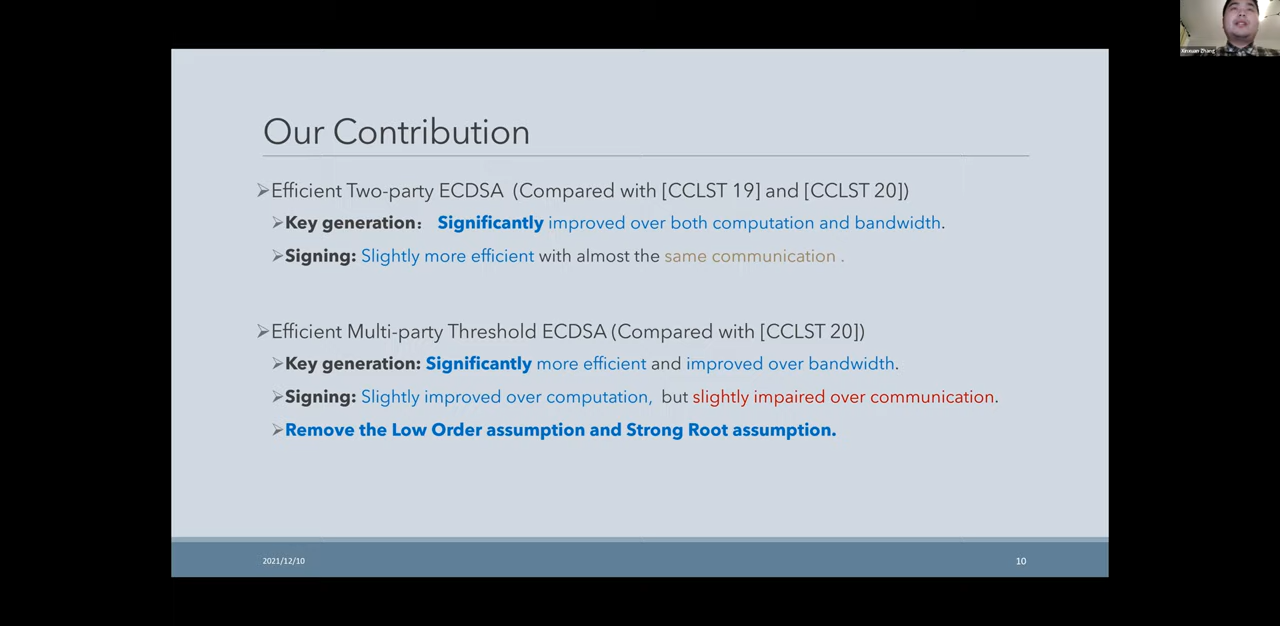 Our Contribution
➢Efficient Two-party ECDSA (Compared with [CCLST 19] and [CCLST 20])
➢Key generation： Significantly improved over both computation and bandwidth.
➢Signing: Slightly more efficient with almost the same communication .
➢Efficient Multi-party Threshold ECDSA (Compared with [CCLST 20])
➢Key generation: Significantly more efficient and improved over bandwidth.
➢Signing: Slightly improved over computation, but slightly impaired over communication.
➢Remove the Low Order assumption and Strong Root assumption.
2021/12/10
10
Xinxuan Zhang